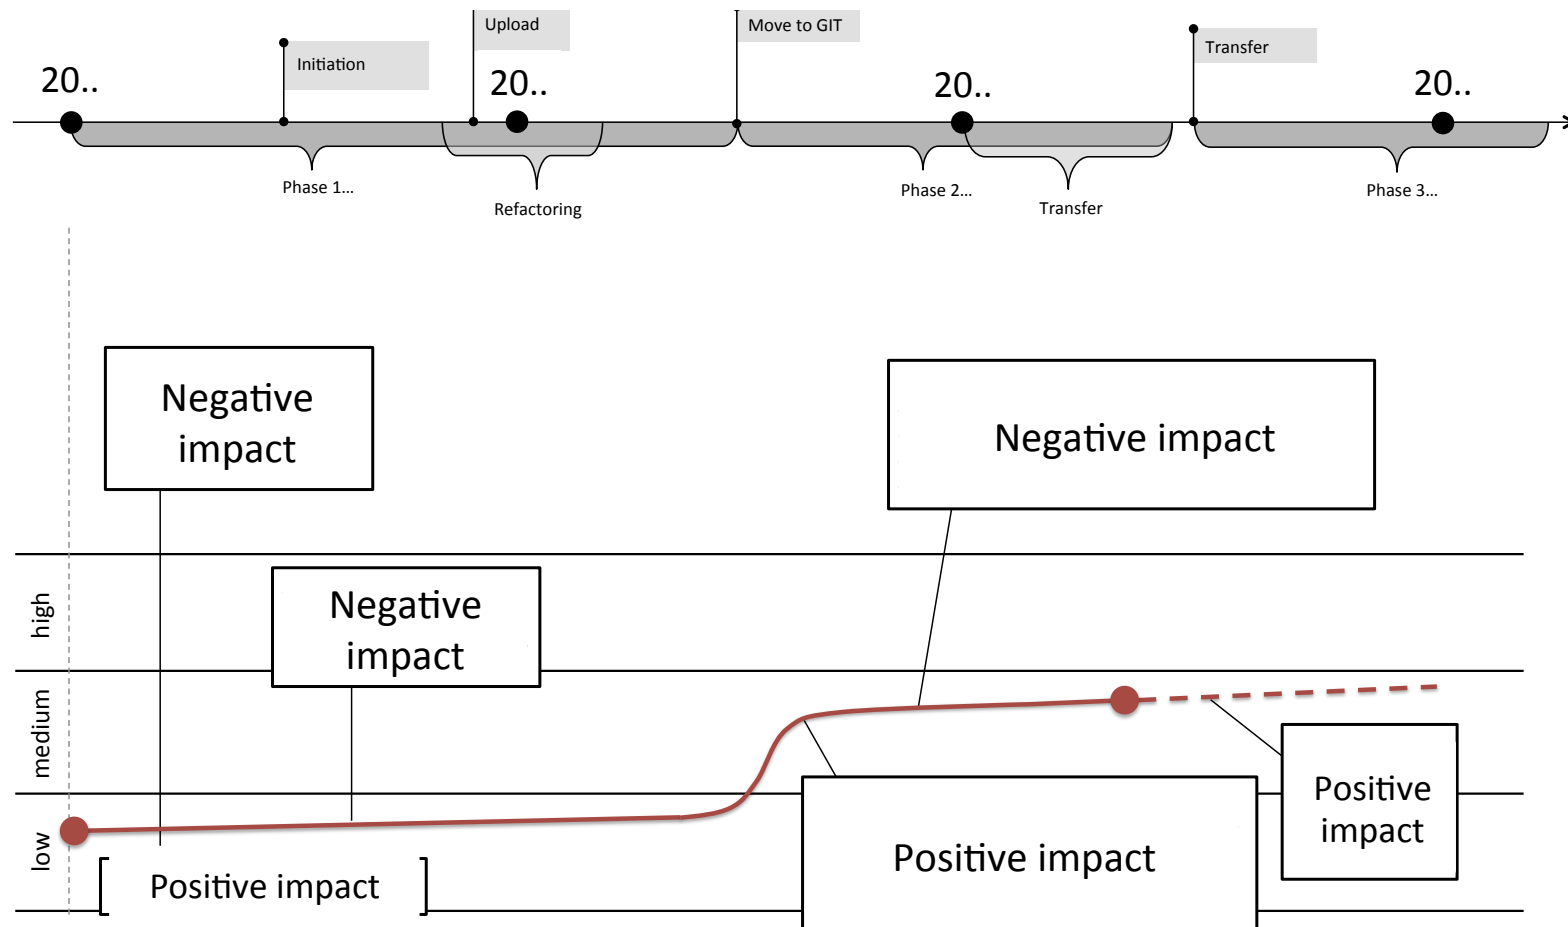 Upload
Move to GIT
Transfer
Initiation
20..
20..
20..
20..
Phase 1...
Refactoring
Phase 2...
Transfer
Phase 3...
Negative
impact
Negative impact
high
Negative
impact
medium
Positive
impact
low
Positive impact
Positive impact